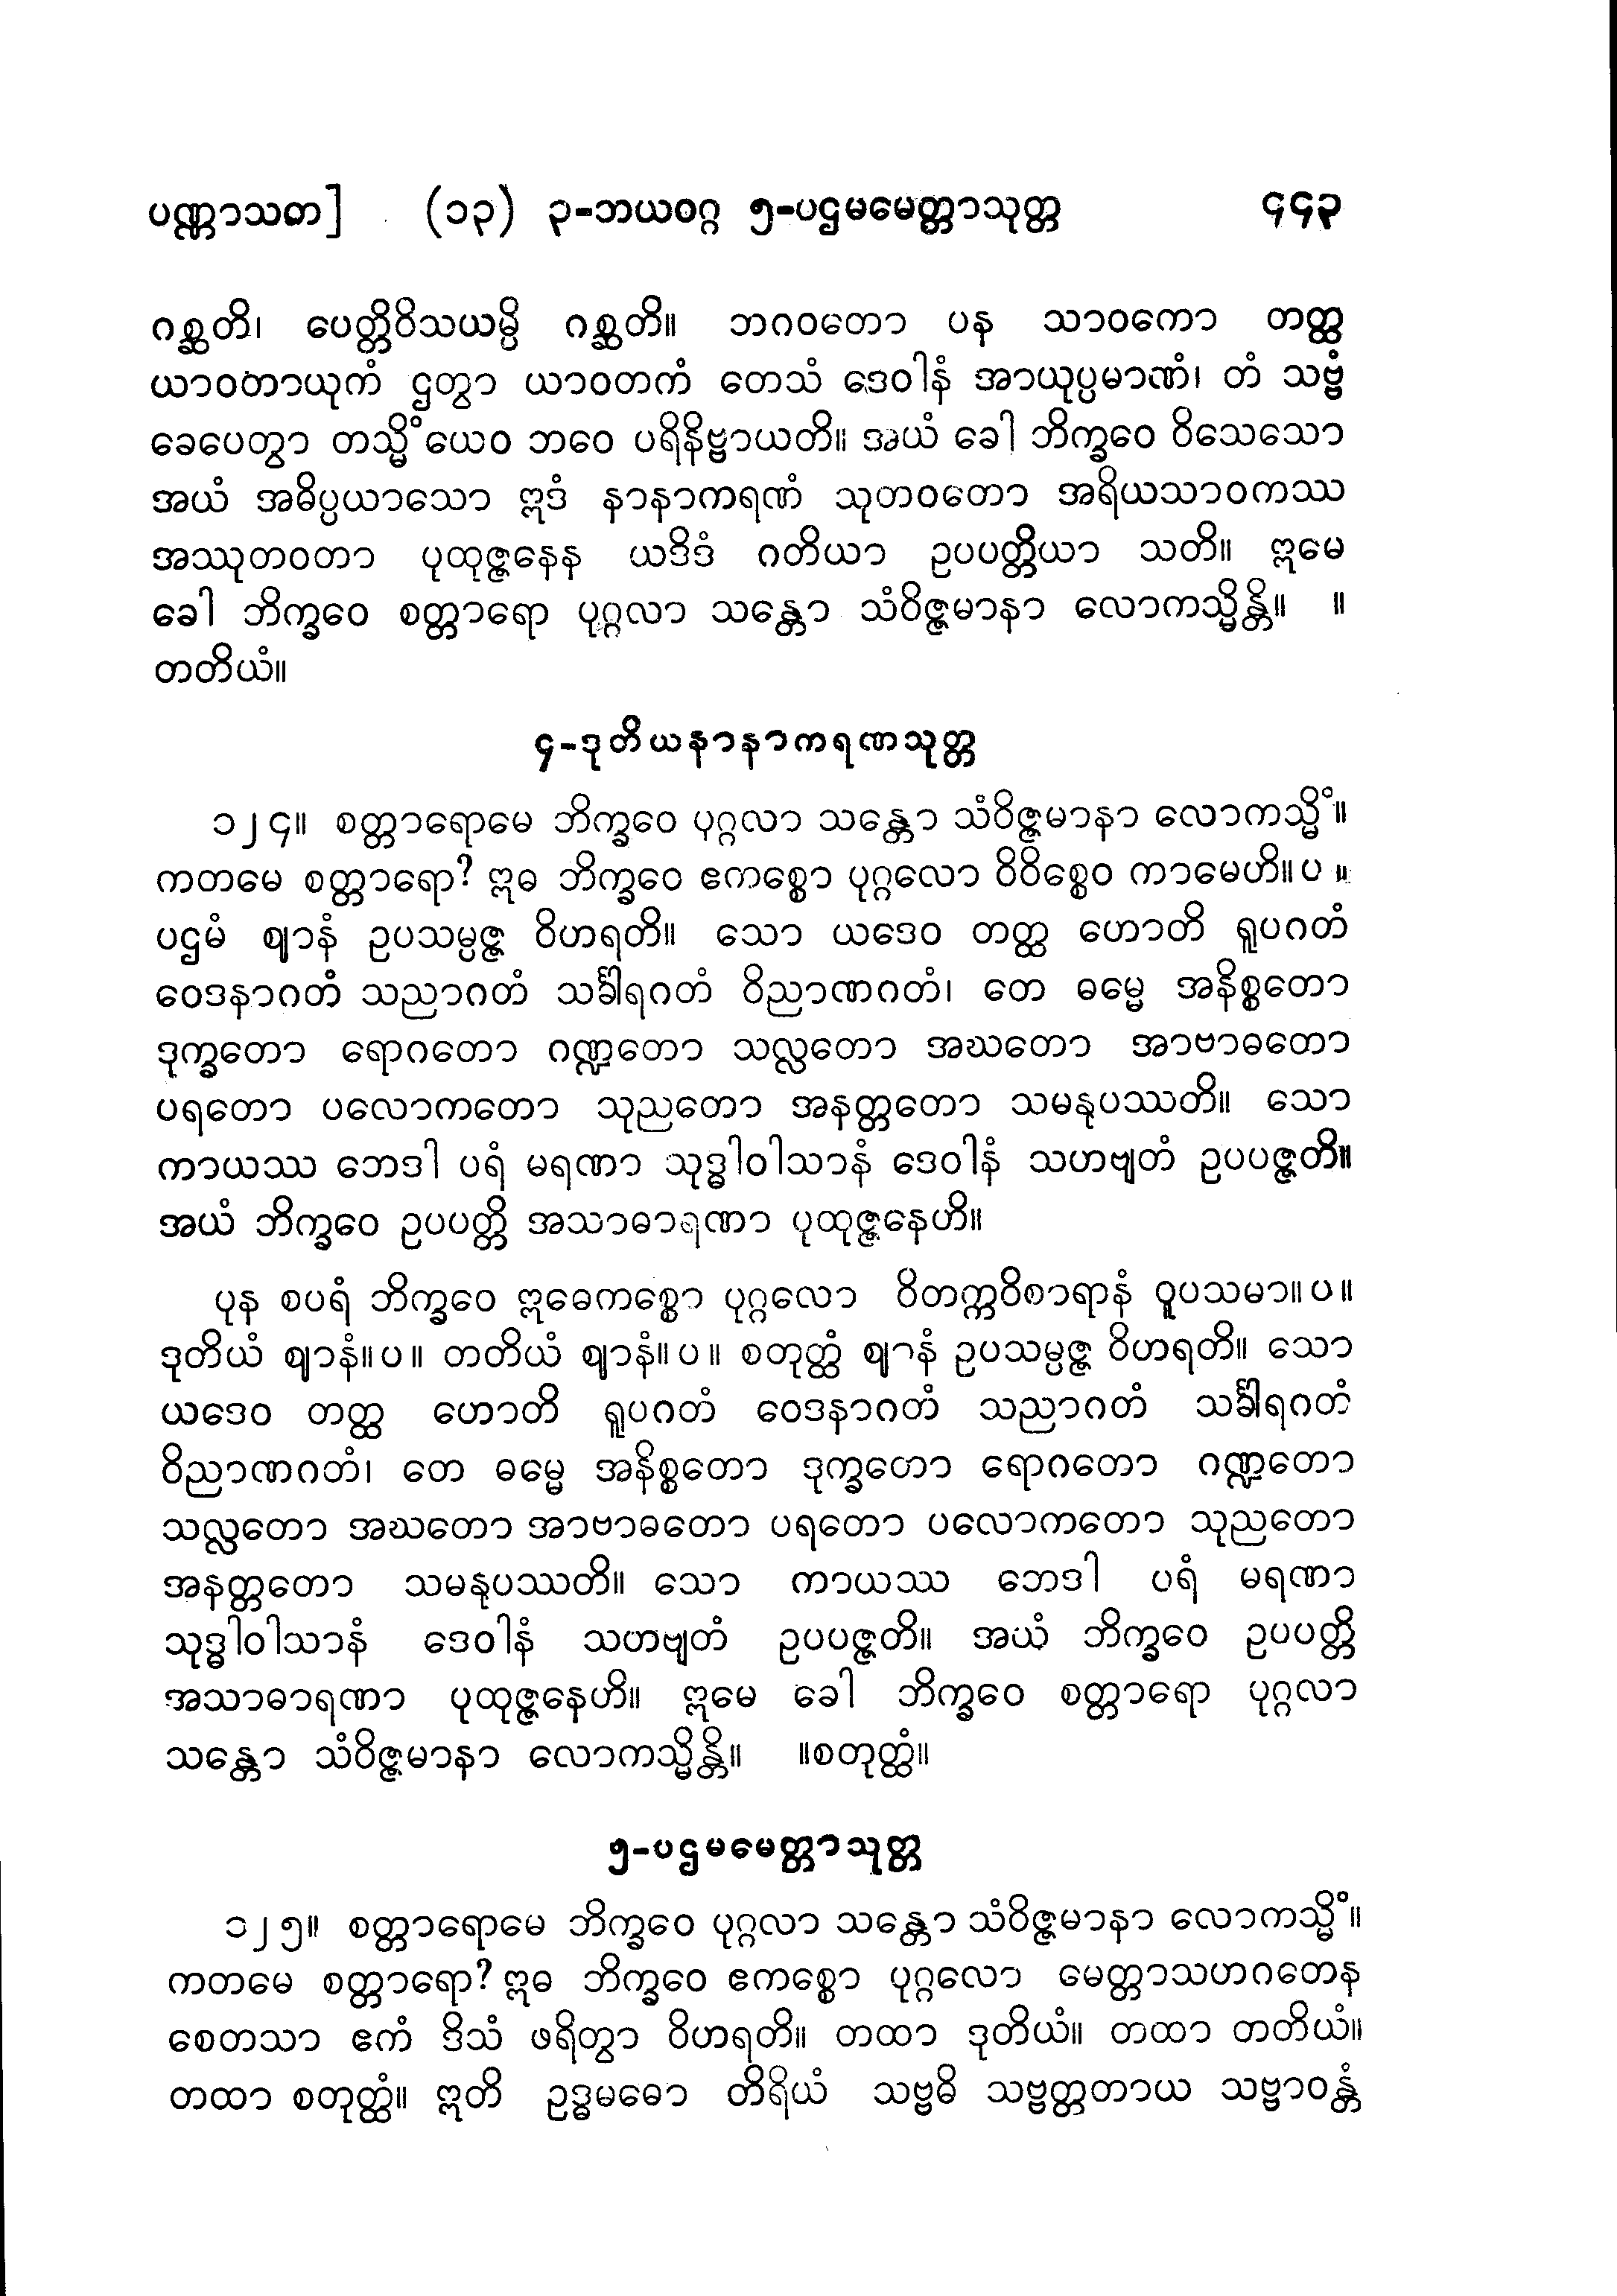 ပဏ္ဏာသက] (၁၃) ၃-ဘယဝဂ္ဂ ၅-ပဌမမေတ္တာသုတ္တ ၄၄၃
ဂစ္ဆတိ၊ ပေတ္တိဝိသယမ္ပိ ဂစ္ဆတိ။ ဘဂဝတော ပန သာဝကော တတ္ထ
ယာဝတာယုကံ ဌတွာ ယာဝတကံ တေသံ ဒေဝါနံ အာယုပ္ပမာဏံ၊ တံ သဗ္ဗံ
ခေပေတွာ တသ္မိံယေဝ ဘဝေ ပရိနိဗ္ဗာယတိ။ အယံ ခေါ ဘိက္ခဝေ ဝိသေသော
အယံ အဓိပ္ပယာသော ဣဒံ နာနာကရဏံ သုတဝတော အရိယသာဝကဿ
အဿုတဝတာ ပုထုဇ္ဇနေန ယဒိဒံ ဂတိယာ ဥပပတ္တိယာ သတိ။ ဣမေ
ခေါ ဘိက္ခဝေ စတ္တာရော ပုဂ္ဂလာ သန္တော သံဝိဇ္ဇမာနာ လောကသ္မိန္တိ။ ။
တတိယံ။
၄-ဒုတိယနာနာကရဏသုတ္တ
၁၂၄။ စတ္တာရောမေ ဘိက္ခဝေ ပုဂ္ဂလာ သန္တော သံဝိဇ္ဇမာနာ လောကသ္မိံ။
ကတမေ စတ္တာရော? ဣဓ ဘိက္ခဝေ ဧကစ္စော ပုဂ္ဂလော ဝိဝိစ္စေဝ ကာမေဟိ။ပ။
ပဌမံ ဈာနံ ဥပသမ္ပဇ္ဇ ဝိဟရတိ။ သော ယဒေဝ တတ္ထ ဟောတိ ရူပဂတံ
ဝေဒနာဂတံ သညာဂတံ သင်္ခါရဂတံ ဝိညာဏဂတံ၊ တေ ဓမ္မေ အနိစ္စတော
ဒုက္ခတော ရောဂတော ဂဏ္ဍတော သလ္လတော အဃတော အာဗာဓတော
ပရတော ပလောကတော သုညတော အနတ္တတော သမနုပဿတိ။ သော
ကာယဿ ဘေဒါ ပရံ မရဏာ သုဒ္ဓါဝါသာနံ ဒေဝါနံ သဟဗျတံ ဥပပဇ္ဇတိ။
အယံ ဘိက္ခဝေ ဥပပတ္တိ အသာဓာရဏာ ပုထုဇ္ဇနေဟိ။
ပုန စပရံ ဘိက္ခဝေ ဣဓေကစ္စော ပုဂ္ဂလော ဝိတက္ကဝိစာရာနံ ဝူပသမာ။ပ။
ဒုတိယံ ဈာနံ။ပ။ တတိယံ ဈာနံ။ပ။ စတုတ္ထံ ဈာနံ ဥပသမ္ပဇ္ဇ ဝိဟရတိ။ သော
ယဒေဝ တတ္ထ ဟောတိ ရူပဂတံ ဝေဒနာဂတံ သညာဂတံ သင်္ခါရဂတံ
ဝိညာဏဂတံ၊ တေ ဓမ္မေ အနိစ္စတော ဒုက္ခတော ရောဂတော ဂဏ္ဍတော
သလ္လတော အဃတော အာဗာဓတော ပရတော ပလောကတော သုညတော
အနတ္တတော သမနုပဿတိ။ သော ကာယဿ ဘေဒါ ပရံ မရဏာ
သုဒ္ဓါဝါသာနံ ဒေဝါနံ သဟဗျတံ ဥပပဇ္ဇတိ။ အယံ ဘိက္ခဝေ ဥပပတ္တိ
အသာဓာရဏာ ပုထုဇ္ဇနေဟိ။ ဣမေ ခေါ ဘိက္ခဝေ စတ္တာရော ပုဂ္ဂလာ
သန္တော သံဝိဇ္ဇမာနာ လောကသ္မိန္တိ။ ။စတုတ္ထံ။
၅-ပဌမမေတ္တာသုတ္တ
၁၂၅။ စတ္တာရောမေ ဘိက္ခဝေ ပုဂ္ဂလာ သန္တော သံဝိဇ္ဇမာနာ လောကသ္မိံ။
ကတမေ စတ္တာရော? ဣဓ ဘိက္ခဝေ ဧကစ္စော ပုဂ္ဂလော မေတ္တာသဟဂတေန
စေတသာ ဧကံ ဒိသံ ဖရိတွာ ဝိဟရတိ။ တထာ ဒုတိယံ။ တထာ တတိယံ။
တထာ စတုတ္ထံ။ ဣတိ ဥဒ္ဓမဓော တိရိယံ သဗ္ဗဓိ သဗ္ဗတ္တတာယ သဗ္ဗာဝန္တံ